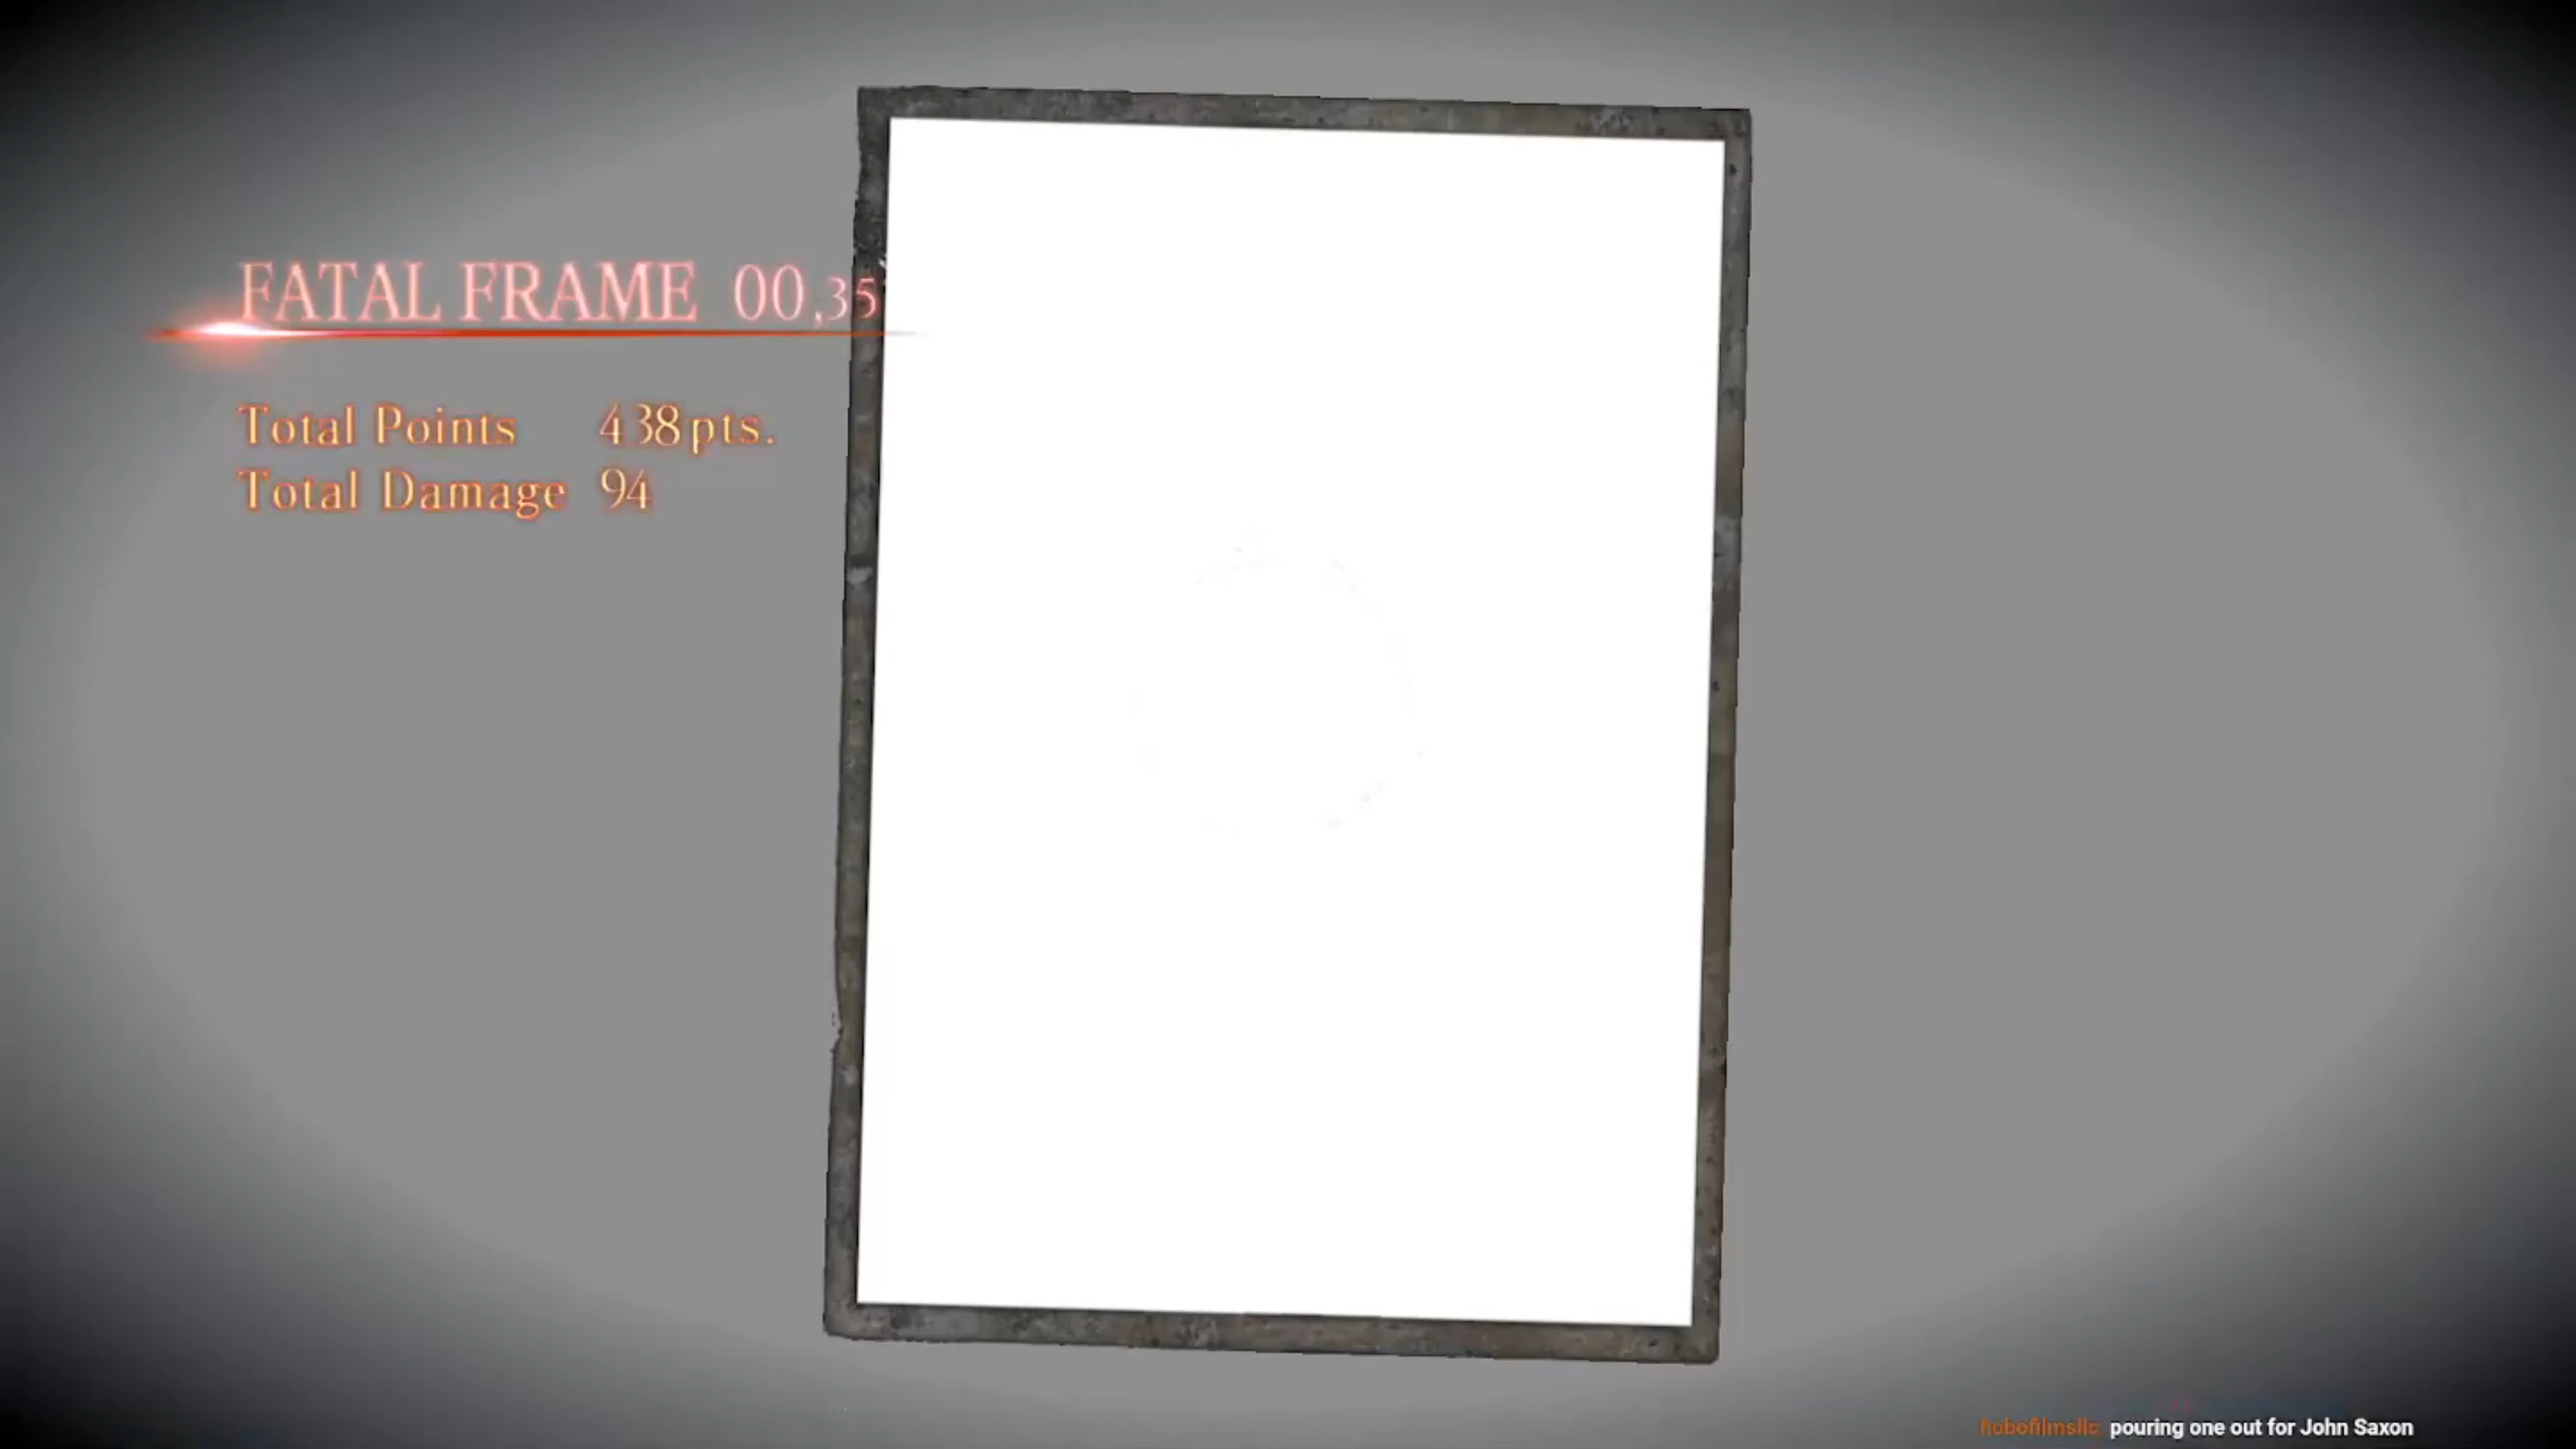 FATAL FRAME 00,35
Total Points 438pts.
Total Damage 94
hobofilmsllc pouring one out for John Saxon